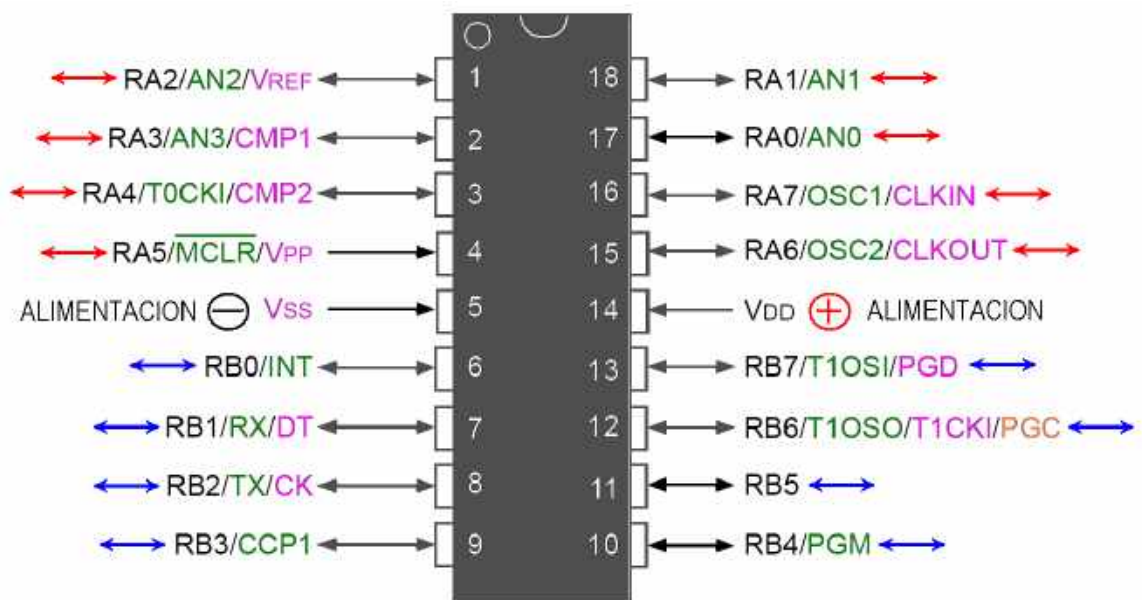 RA2/AN2/VREF 1 18 RA1/AN1
RA3/AN3/CMP1 2 17 RA0/AN0
RA4/T0CKI/CMP2 3 16 RA7/OSC1/CLKIN
RA5/MCLR/VPP 4 15 RA6/OSC2/CLKOUT
ALIMENTACION VSS 5 14 VDD ALIMENTACION
RB0/INT 6 13 RB7/T1OSI/PGD
RB1/RX/DT 7 12 RB6/T1OSO/T1CKI/PGC
RB2/TX/CK 8 11 RB5
RB3/CCP1 9 10 RB4/PGM